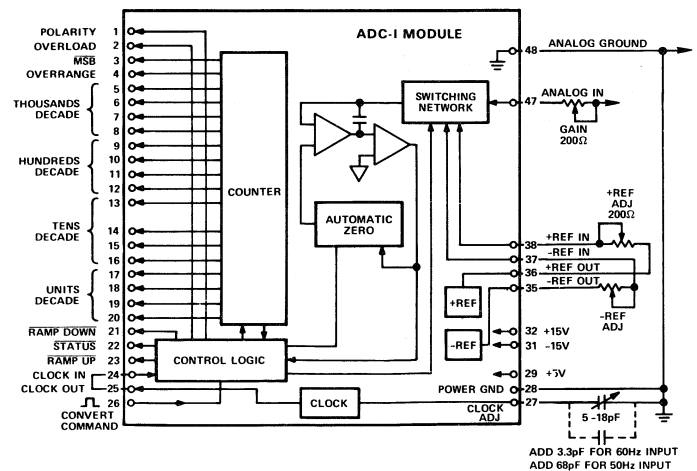 ADC-I MODULE
POLARITY 1
OVERLOAD 2
MSB 3
OVERRANGE 4
5
THOUSANDS 6
DECADE 7
8
9
HUNDREDS 10
DECADE 11
12
13
TENS 14
DECADE 15
16
17
UNITS 18
DECADE 19
20
RAMP DOWN 21
STATUS 22
RAMP UP 23
CLOCK IN 24
CLOCK OUT 25
26
CONVERT
COMMAND
COUNTER
CONTROL LOGIC
AUTOMATIC
ZERO
SWITCHING
NETWORK
+REF
-REF
CLOCK
CLOCK
ADJ
48 ANALOG GROUND
47 ANALOG IN
GAIN
200Ω
+REF
ADJ
200Ω
38 +REF IN
37 -REF IN
36 +REF OUT
35 -REF OUT
-REF
ADJ
32 +15V
31 -15V
29 +5V
POWER GND 28
27
5-18pF
ADD 3.3pF FOR 60Hz INPUT
ADD 68pF FOR 50Hz INPUT